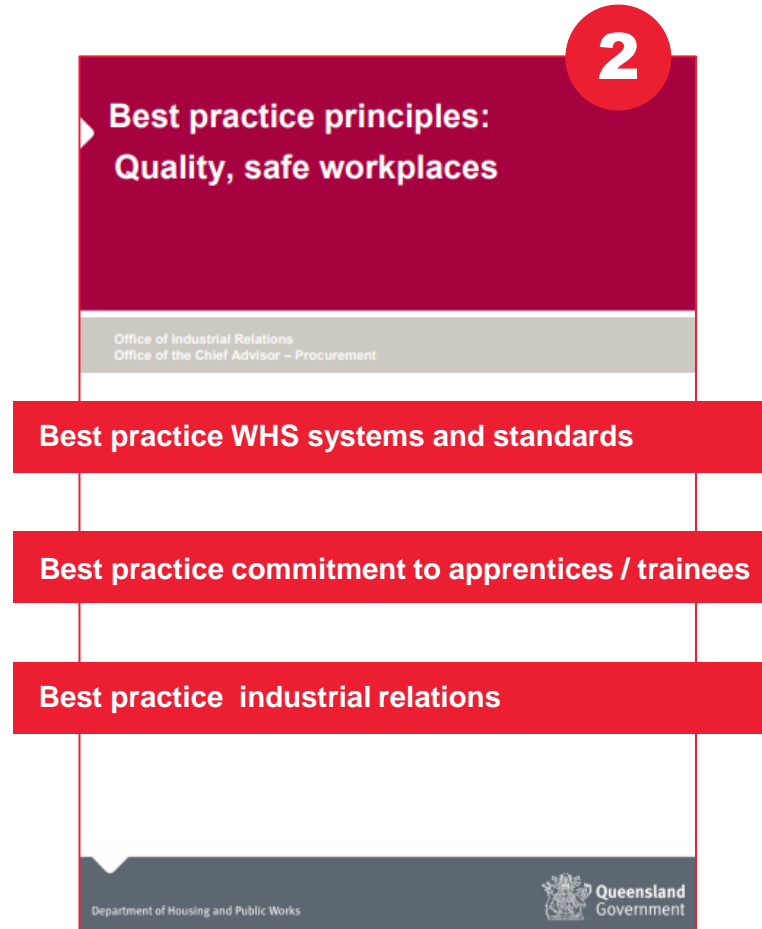 2
Best practice principles:
Quality, safe workplaces
Office of Industrial Relations
Office of the Chief Advisor – Procurement
Best practice WHS systems and standards
Best practice commitment to apprentices / trainees
Best practice industrial relations
Department of Housing and Public Works
Queensland
Government